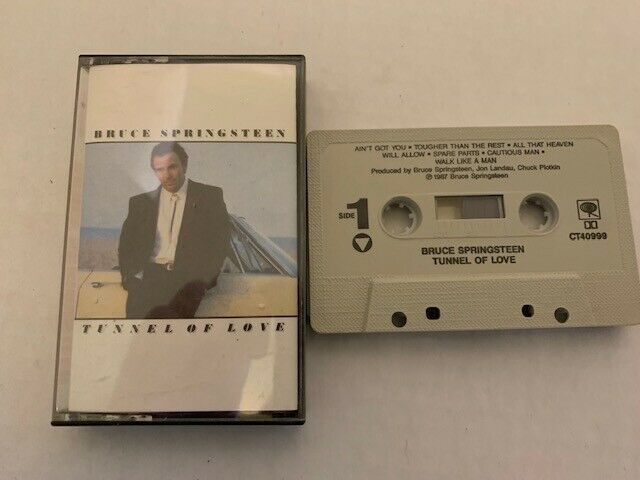 BRUCE SPRINGSTEEN
TUNNEL OF LOVE
AIN'T GOT YOU • TOUGHER THAN THE REST • ALL THAT HEAVEN
WILL ALLOW • SPARE PARTS • CAUTIOUS MAN •
WALK LIKE A MAN
Produced by Bruce Springsteen, Jon Landau, Chuck Plotkin
℗ 1987 Bruce Springsteen
SIDE 1
CT40999
BRUCE SPRINGSTEEN
TUNNEL OF LOVE